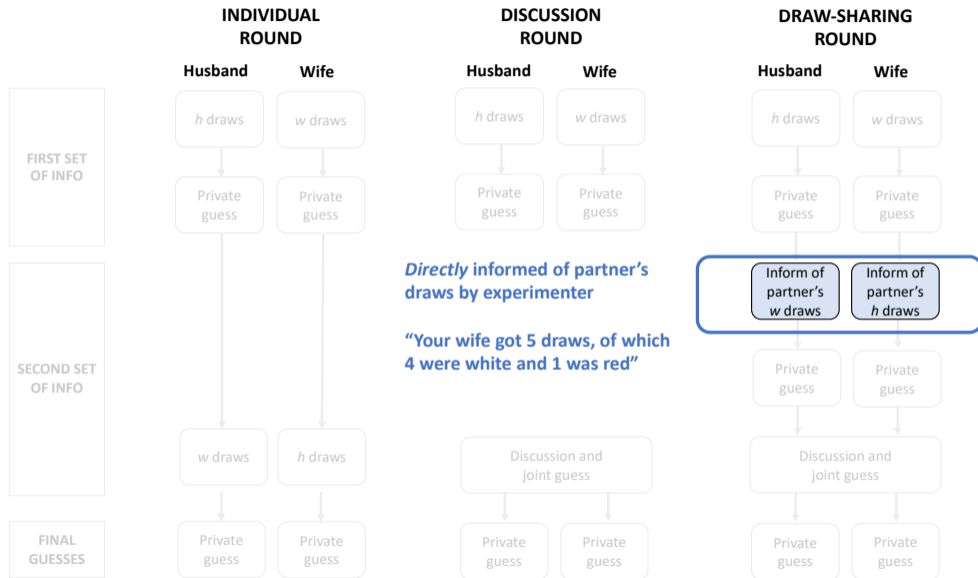 INDIVIDUAL
ROUND
DISCUSSION
ROUND
DRAW-SHARING
ROUND
Husband Wife
Husband Wife
h draws
w draws
h draws
w draws
h draws
w draws
FIRST SET
OF INFO
Private
guess
Private
guess
Private
guess
Private
guess
Private
guess
Private
guess
Directly informed of partner's
draws by experimenter
"Your wife got 5 draws, of which
4 were white and 1 was red"
Inform of
partner's
w draws
Inform of
partner's
h draws
SECOND SET
OF INFO
Private
guess
Private
guess
w draws
h draws
Discussion and
joint guess
Discussion and
joint guess
FINAL
GUESSES
Private
guess
Private
guess
Private
guess
Private
guess
Private
guess
Private
guess